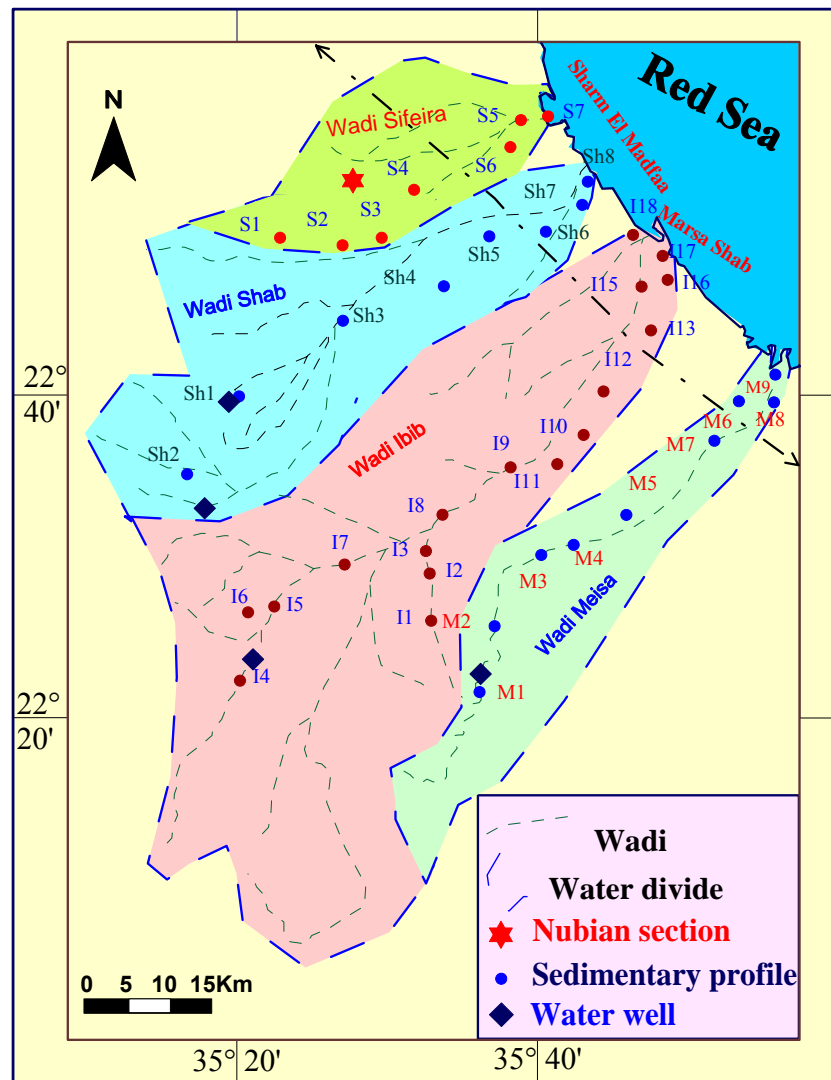 Red Sea
Sharm El Madfaa
Marsa Shab
N
Wadi Sifeira
S5
S7
S4
S6
S3
S2
S1
Sh8
Sh7
Sh6
Sh5
Sh4
Wadi Shab
Sh3
Sh1
Sh2
I18
I17
I16
I15
I13
I12
I10
I9
I11
Wadi Ibib
I8
I3
I7
I2
I6
I5
I1
I4
M9
M6
M8
M7
M5
M4
M3
Wadi Meisa
M2
M1
22°
40'
22°
20'
Wadi
Water divide
Nubian section
Sedimentary profile
Water well
0 5 10 15Km
35° 20'
35° 40'